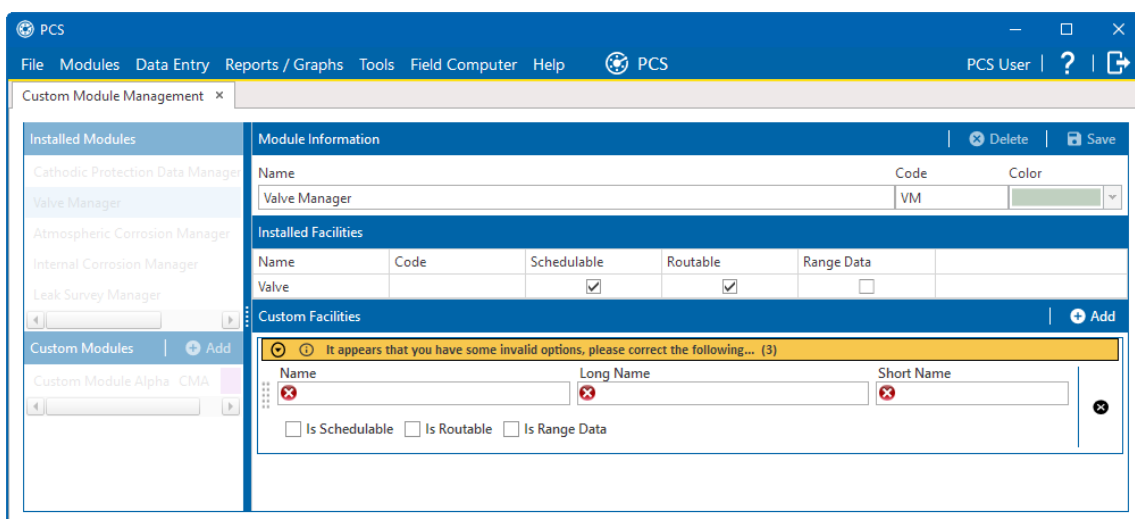 PCS
File Modules Data Entry Reports / Graphs Tools Field Computer Help PCS PCS User | ? |
Custom Module Management ×
Installed Modules
Cathodic Protection Data Manager
Valve Manager
Atmospheric Corrosion Manager
Internal Corrosion Manager
Leak Survey Manager
Custom Modules | Add
Custom Module Alpha CMA
Module Information | Delete | Save
Name Code Color
Valve Manager VM
Installed Facilities
Name Code Schedulable Routable Range Data
Valve
Custom Facilities | Add
It appears that you have some invalid options, please correct the following... (3)
Name Long Name Short Name
Is Schedulable Is Routable Is Range Data